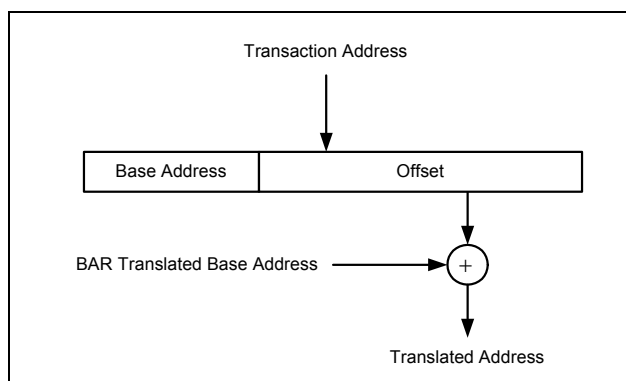 Transaction Address
Base Address
Offset
BAR Translated Base Address
+
Translated Address